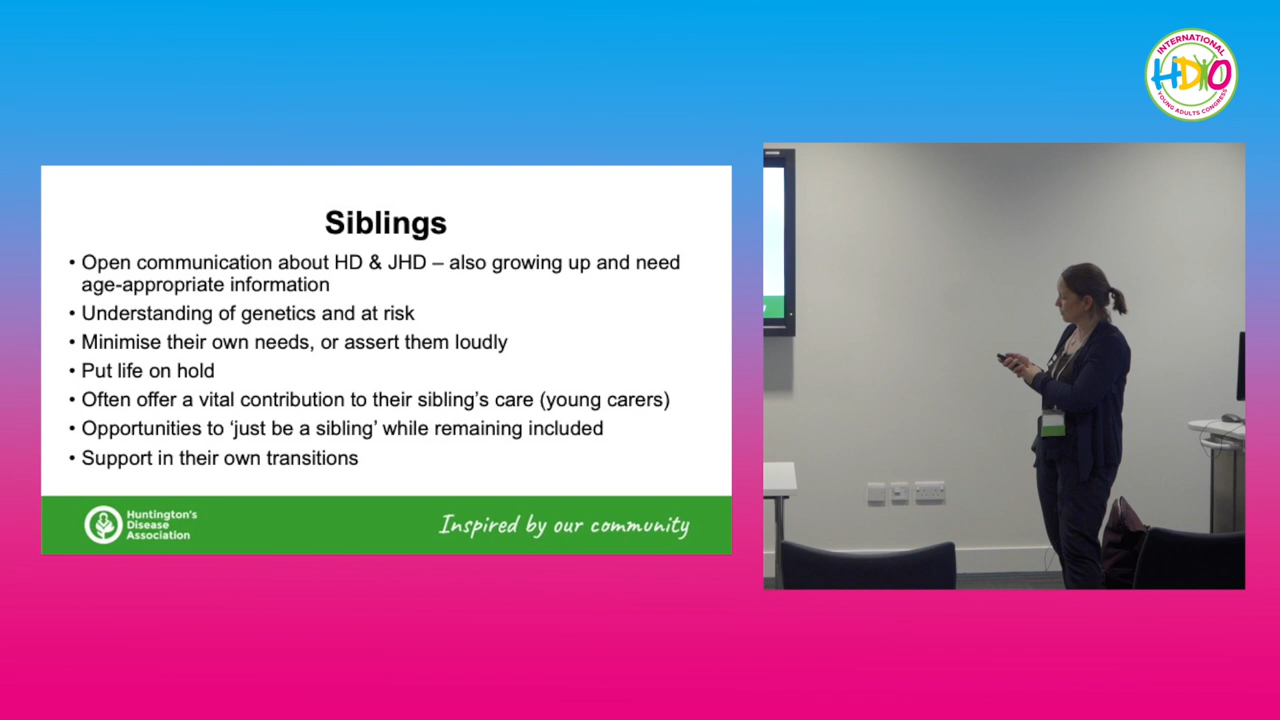 INTERNATIONAL
HDYO
YOUNG ADULTS CONGRESS
Siblings
• Open communication about HD & JHD – also growing up and need
age-appropriate information
• Understanding of genetics and at risk
• Minimise their own needs, or assert them loudly
• Put life on hold
• Often offer a vital contribution to their sibling's care (young carers)
• Opportunities to 'just be a sibling' while remaining included
• Support in their own transitions
Huntington's
Disease
Association
Inspired by our community